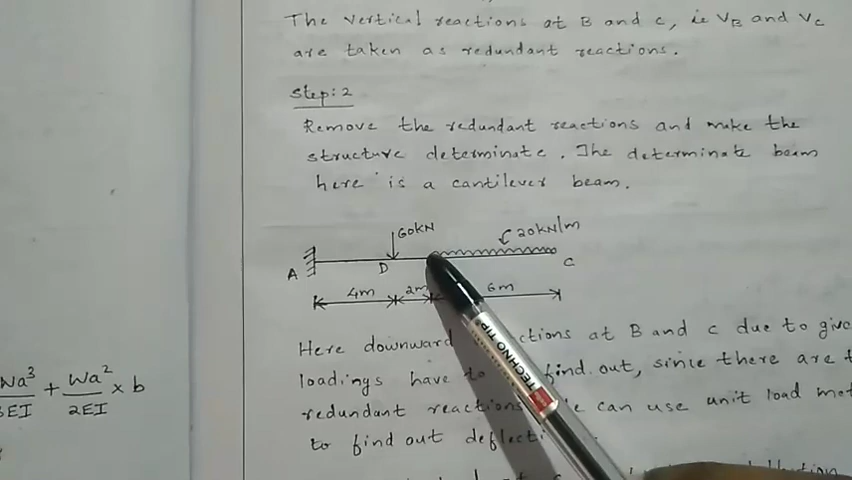 The vertical reactions at B and C, ie VB and VC
are taken as redundant reactions.
Step:2
Remove the redundant reactions and make the
structure determinate. The determinate beam
here is a cantilever beam.
60kN
20kN/m
A
D
C
4m
2m
6m
Here downward ctions at B and C due to give
loadings have to find out, since there are t
redundant reactions can use unit load met
to find out deflecti
Wa³ + Wa² × b
3EI 2EI
TECHNO TIP